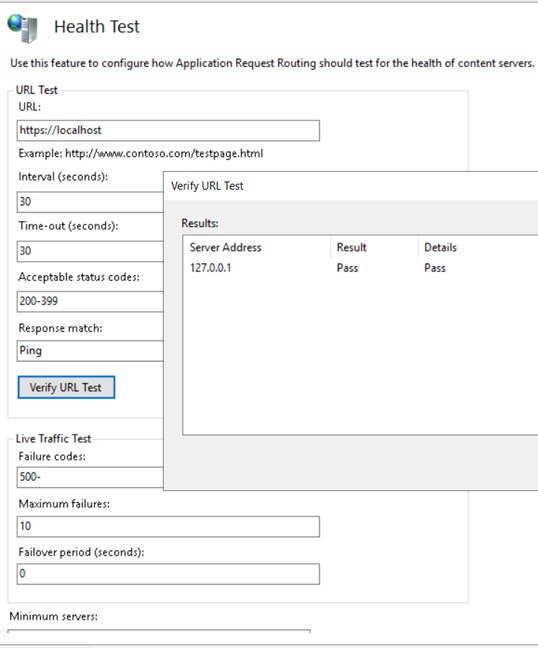 Health Test
Use this feature to configure how Application Request Routing should test for the health of content servers.
URL Test
URL:
https://localhost
Example: http://www.contoso.com/testpage.html
Interval (seconds):
30
Time-out (seconds):
30
Acceptable status codes:
200-399
Response match:
Ping
Verify URL Test
Verify URL Test
Results:
Server Address Result Details
127.0.0.1 Pass Pass
Live Traffic Test
Failure codes:
500-
Maximum failures:
10
Failover period (seconds):
0
Minimum servers: